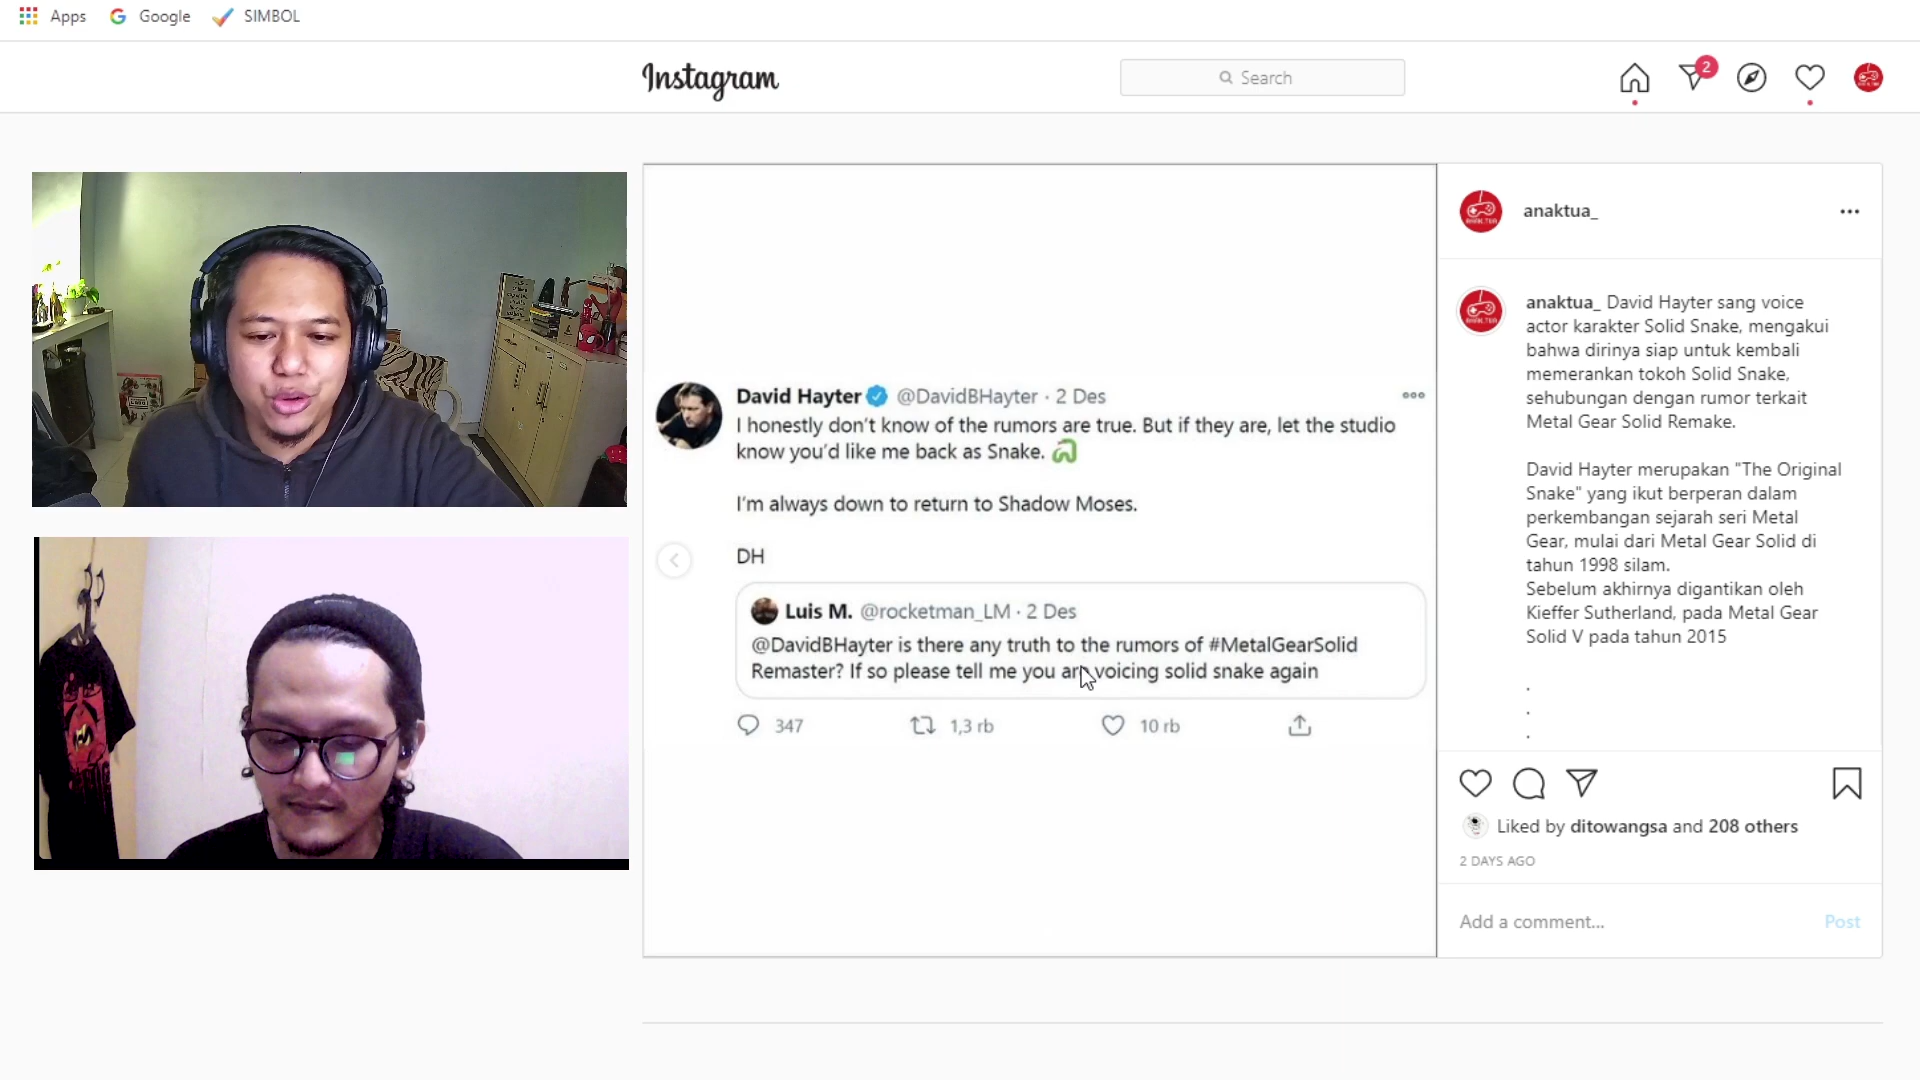 Apps Google SIMBOL
Instagram
Search
2
David Hayter @DavidBHayter · 2 Des
I honestly don't know of the rumors are true. But if they are, let the studio
know you'd like me back as Snake.
I'm always down to return to Shadow Moses.
DH
Luis M. @rocketman_LM · 2 Des
@DavidBHayter is there any truth to the rumors of #MetalGearSolid
Remaster? If so please tell me you are voicing solid snake again
347 1,3 rb 10 rb
anaktua_
anaktua_ David Hayter sang voice
actor karakter Solid Snake, mengakui
bahwa dirinya siap untuk kembali
memerankan tokoh Solid Snake,
sehubungan dengan rumor terkait
Metal Gear Solid Remake.
David Hayter merupakan "The Original
Snake" yang ikut berperan dalam
perkembangan sejarah seri Metal
Gear, mulai dari Metal Gear Solid di
tahun 1998 silam.
Sebelum akhirnya digantikan oleh
Kieffer Sutherland, pada Metal Gear
Solid V pada tahun 2015
.
.
.
Liked by ditowangsa and 208 others
2 DAYS AGO
Add a comment... Post